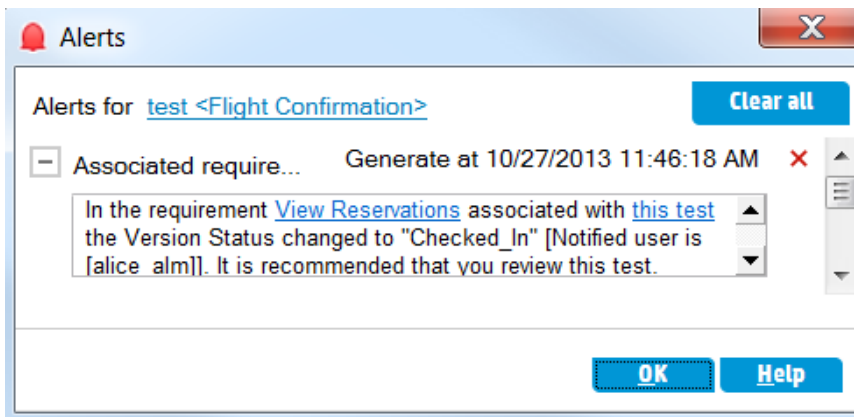 Alerts
Alerts for test <Flight Confirmation>
Clear all
Associated require... Generate at 10/27/2013 11:46:18 AM
In the requirement View Reservations associated with this test
the Version Status changed to "Checked_In" [Notified user is
[alice_alm]]. It is recommended that you review this test.
OK Help